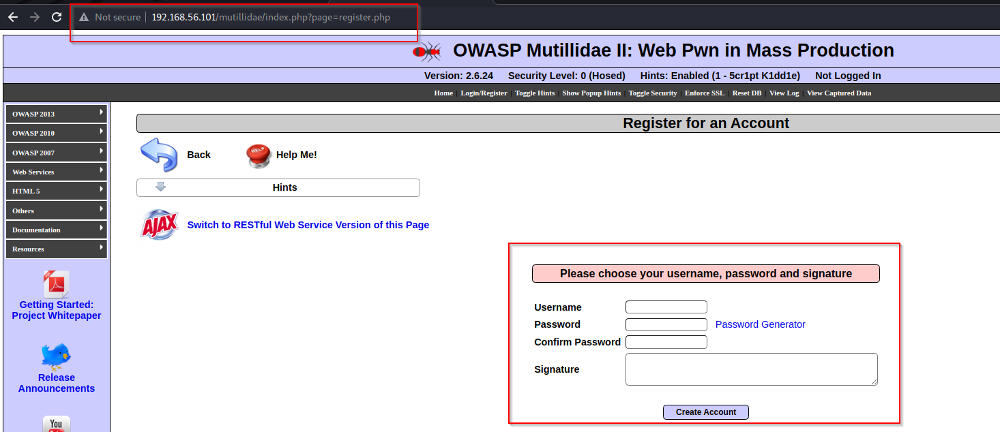 Not secure | 192.168.56.101/mutillidae/index.php?page=register.php
OWASP Mutillidae II: Web Pwn in Mass Production
Version: 2.6.24 Security Level: 0 (Hosed) Hints: Enabled (1 - 5cr1pt K1dd1e) Not Logged In
Home | Login/Register | Toggle Hints | Show Popup Hints | Toggle Security | Enforce SSL | Reset DB | View Log | View Captured Data
OWASP 2013
OWASP 2010
OWASP 2007
Web Services
HTML 5
Others
Documentation
Resources
Getting Started:
Project Whitepaper
Release
Announcements
You
Register for an Account
Back
HELP
Help Me!
Hints
AJAX
Switch to RESTful Web Service Version of this Page
Please choose your username, password and signature
Username
Password
Password Generator
Confirm Password
Signature
Create Account